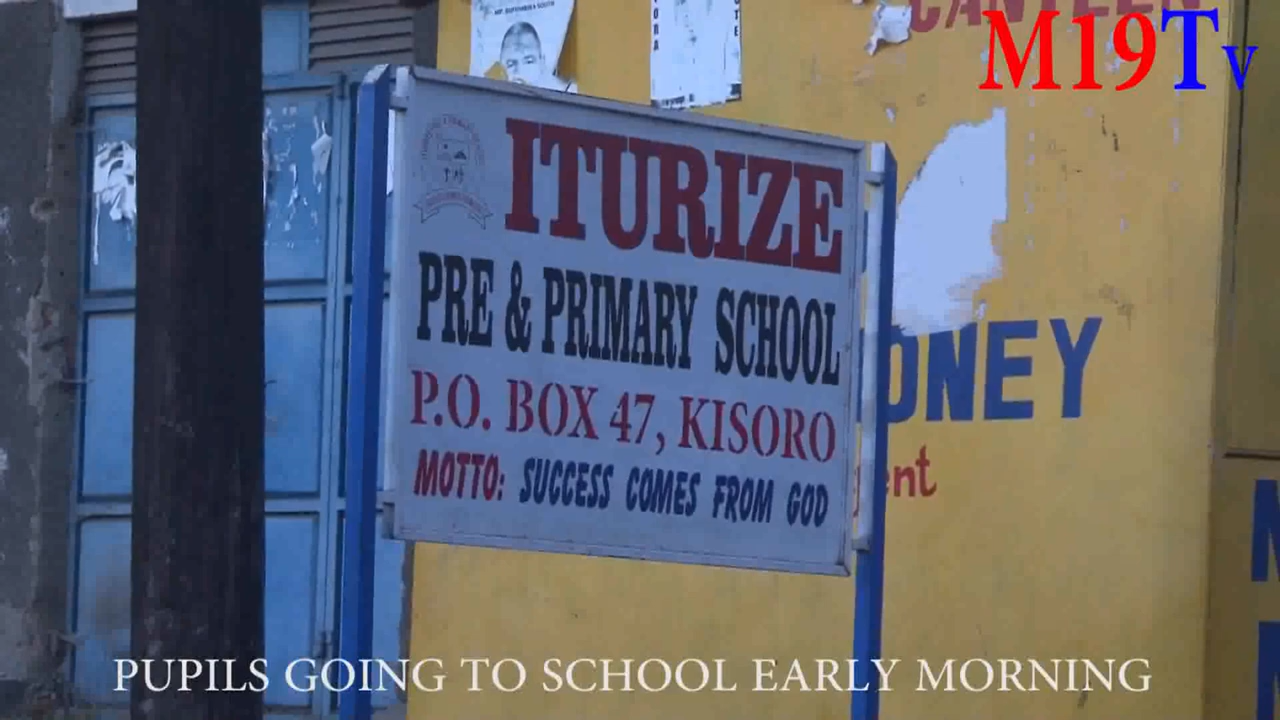 CANTEEN
M19Tv
ITURIZE
PRE & PRIMARY SCHOOL
P.O. BOX 47, KISORO
MOTTO: SUCCESS COMES FROM GOD
ONEY
ent
PUPILS GOING TO SCHOOL EARLY MORNING